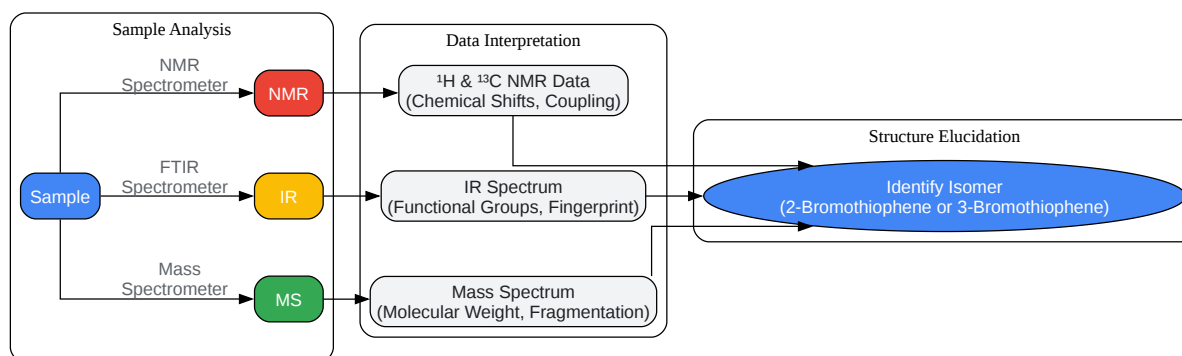 Sample Analysis
NMR
Spectrometer
NMR
FTIR
Spectrometer
Sample
IR
Mass
Spectrometer
MS
Data Interpretation
¹H & ¹³C NMR Data
(Chemical Shifts, Coupling)
IR Spectrum
(Functional Groups, Fingerprint)
Mass Spectrum
(Molecular Weight, Fragmentation)
Structure Elucidation
Identify Isomer
(2-Bromothiophene or 3-Bromothiophene)